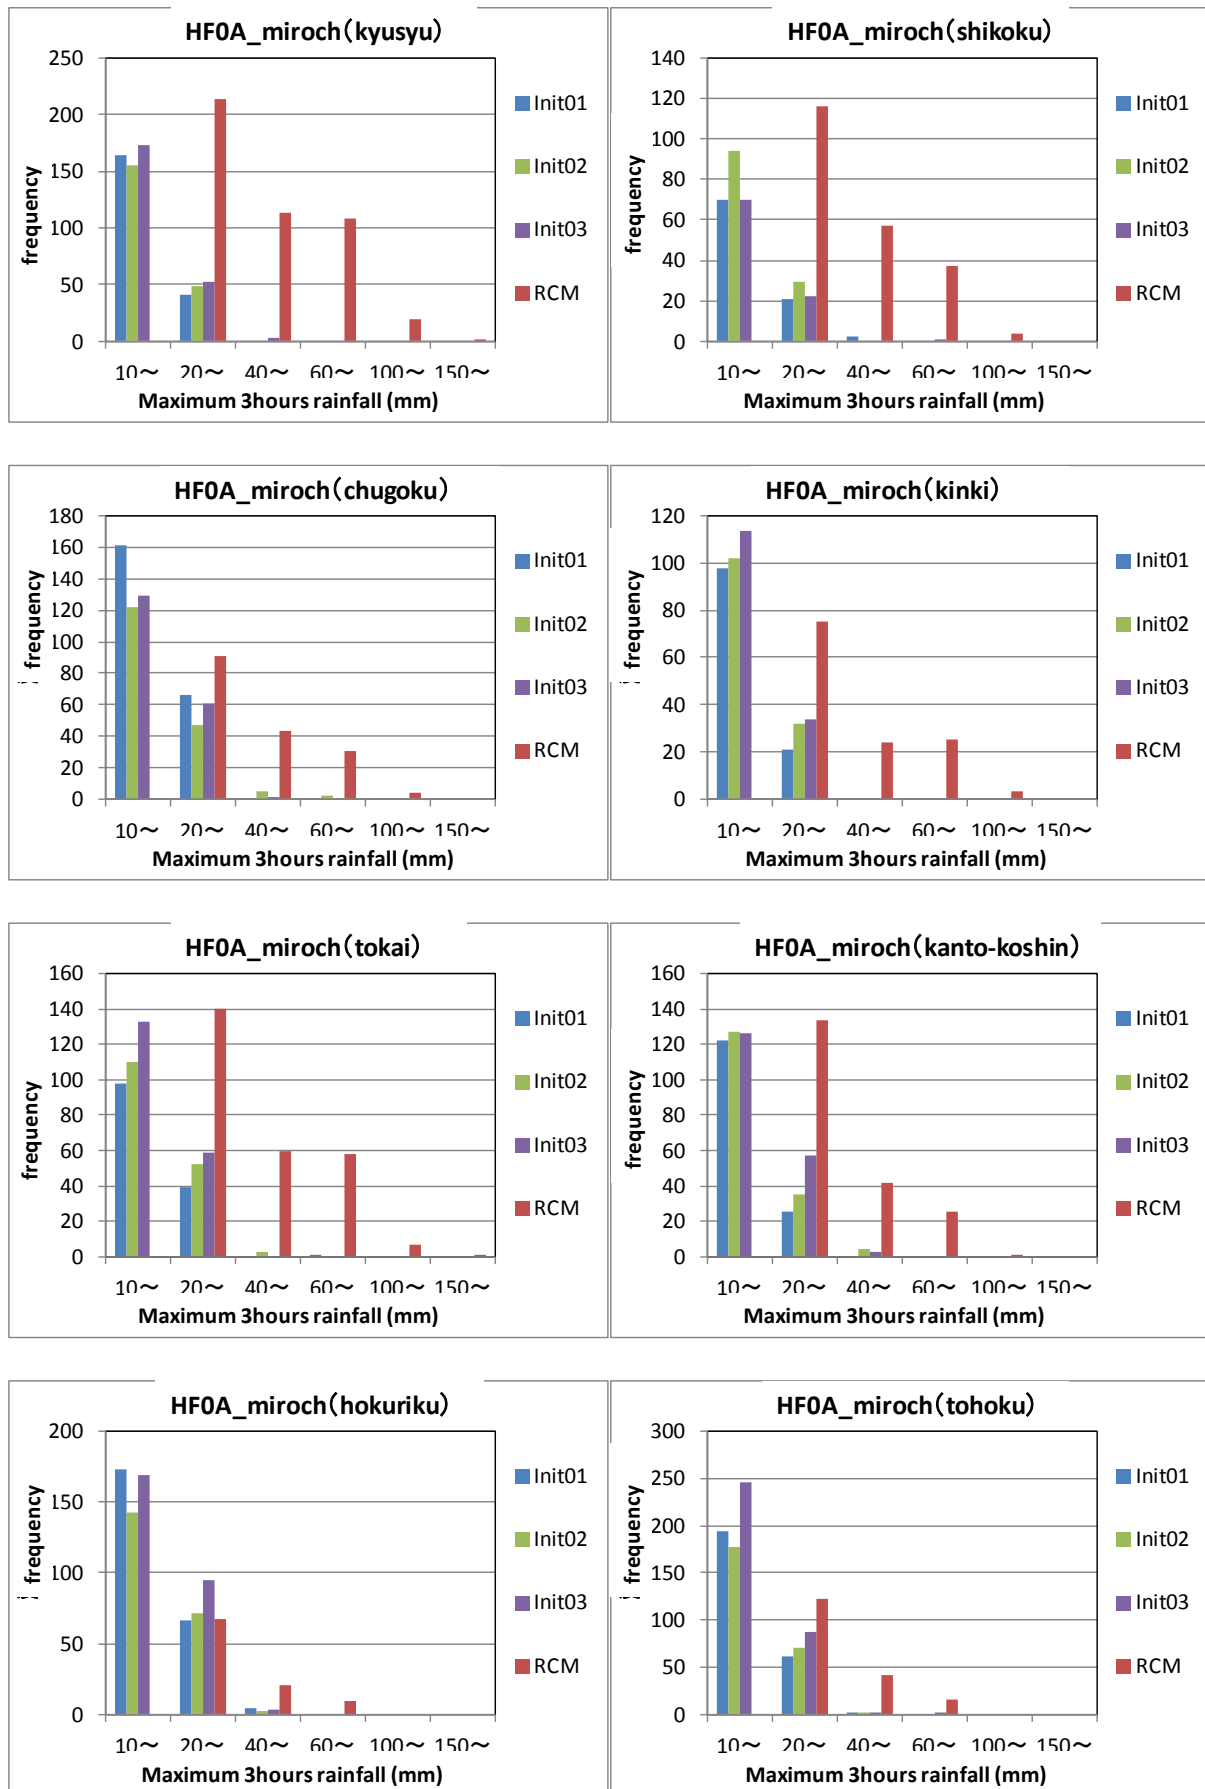 HF0A_miroch(kyusyu)
250
200
150
100
50
0
frequency
10~ 20~ 40~ 60~ 100~ 150~
Maximum 3hours rainfall (mm)
Init01
Init02
Init03
RCM
HF0A_miroch(shikoku)
140
120
100
80
60
40
20
0
frequency
10~ 20~ 40~ 60~ 100~ 150~
Maximum 3hours rainfall (mm)
Init01
Init02
Init03
RCM
HF0A_miroch(chugoku)
180
160
140
120
100
80
60
40
20
0
frequency
10~ 20~ 40~ 60~ 100~ 150~
Maximum 3hours rainfall (mm)
Init01
Init02
Init03
RCM
HF0A_miroch(kinki)
120
100
80
60
40
20
0
frequency
10~ 20~ 40~ 60~ 100~ 150~
Maximum 3hours rainfall (mm)
Init01
Init02
Init03
RCM
HF0A_miroch(tokai)
160
140
120
100
80
60
40
20
0
frequency
10~ 20~ 40~ 60~ 100~ 150~
Maximum 3hours rainfall (mm)
Init01
Init02
Init03
RCM
HF0A_miroch(kanto-koshin)
160
140
120
100
80
60
40
20
0
frequency
10~ 20~ 40~ 60~ 100~ 150~
Maximum 3hours rainfall (mm)
Init01
Init02
Init03
RCM
HF0A_miroch(hokuriku)
200
150
100
50
0
frequency
10~ 20~ 40~ 60~ 100~ 150~
Maximum 3hours rainfall (mm)
Init01
Init02
Init03
RCM
HF0A_miroch(tohoku)
300
250
200
150
100
50
0
frequency
10~ 20~ 40~ 60~ 100~ 150~
Maximum 3hours rainfall (mm)
Init01
Init02
Init03
RCM